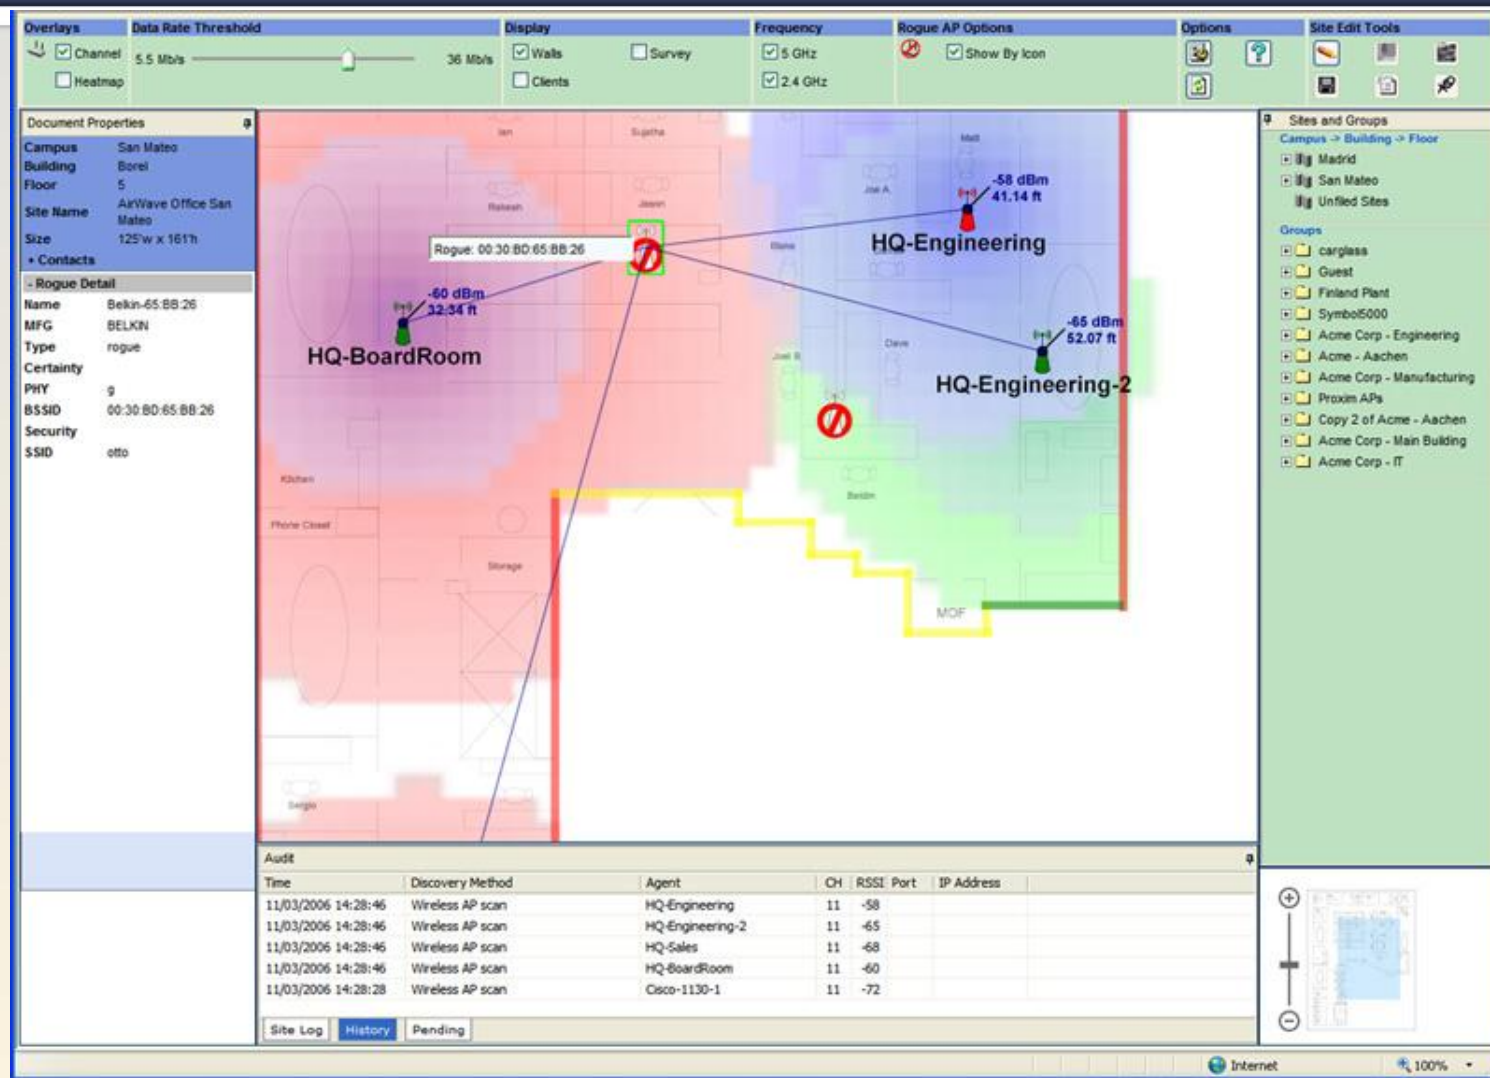 Overlays Data Rate Threshold Display Frequency Rogue AP Options Options Site Edit Tools
Channel 5.5 Mb/s 36 Mb/s Walls Survey 5 GHz Show By Icon
Heatmap Clients 2.4 GHz
Document Properties
Campus San Mateo
Building Borel
Floor 5
Site Name AirWave Office San
Mateo
Size 125'w x 161'h
+ Contacts
- Rogue Detail
Name Belkin-65:BB:26
MFG BELKIN
Type rogue
Certainty
PHY g
BSSID 00:30:BD:65:BB:26
Security
SSID otto
Ian Sujatha Matt
Rakesh Jason Joe A.
-58 dBm
41.14 ft
HQ-Engineering
Rogue: 00:30:BD:65:BB:26
-60 dBm
32.34 ft
HQ-BoardRoom
-65 dBm
52.07 ft
Dave
Joel B
HQ-Engineering-2
Kitchen
Phone Closet
Storage
MOF
Sergio
Sites and Groups
Campus -> Building -> Floor
Madrid
San Mateo
Unfiled Sites
Groups
carglass
Guest
Finland Plant
Symbol5000
Acme Corp - Engineering
Acme - Aachen
Acme Corp - Manufacturing
Proxim APs
Copy 2 of Acme - Aachen
Acme Corp - Main Building
Acme Corp - IT
Audit
Time Discovery Method Agent CH RSSI Port IP Address
11/03/2006 14:28:46 Wireless AP scan HQ-Engineering 11 -58
11/03/2006 14:28:46 Wireless AP scan HQ-Engineering-2 11 -65
11/03/2006 14:28:46 Wireless AP scan HQ-Sales 11 -68
11/03/2006 14:28:46 Wireless AP scan HQ-BoardRoom 11 -60
11/03/2006 14:28:28 Wireless AP scan Cisco-1130-1 11 -72
Site Log History Pending
Internet 100%